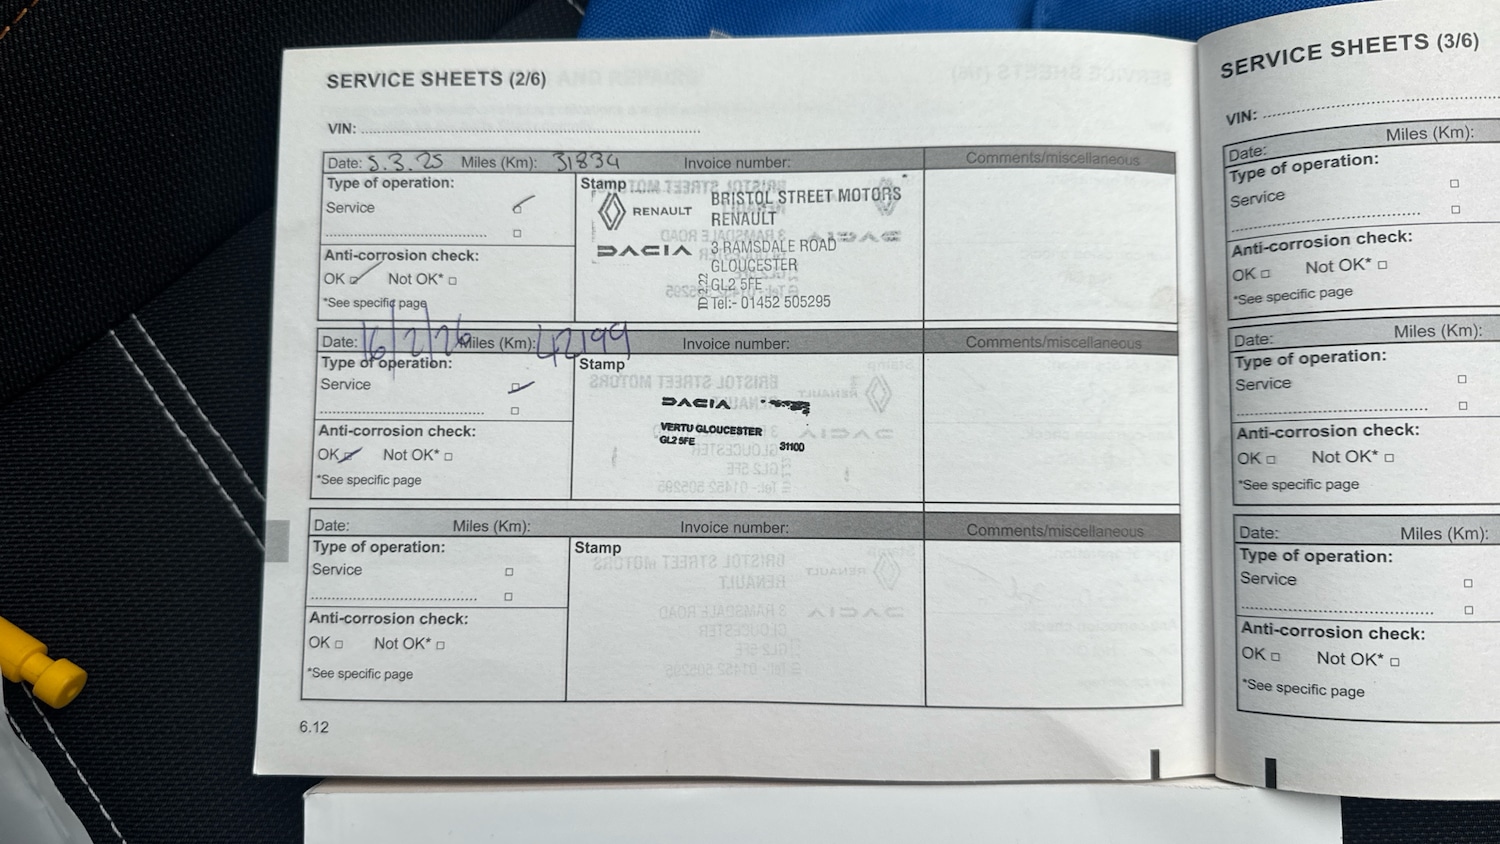 SERVICE SHEETS (2/6)
VIN:
Date: 5.3.25 Miles (Km): 31834 Invoice number: Comments/miscellaneous
Type of operation:
Service
Stamp
RENAULT
DACIA
BRISTOL STREET MOTORS
RENAULT
3 RAMSDALE ROAD
GLOUCESTER
GL2 5FE
Tel:- 01452 505295
Anti-corrosion check:
OK Not OK*
*See specific page
Date: 16/2/26 Miles (Km): 42199 Invoice number: Comments/miscellaneous
Type of operation:
Service
Stamp
DACIA
VERTU GLOUCESTER
GL2 5FE
31100
Anti-corrosion check:
OK Not OK*
*See specific page
Date: Miles (Km): Invoice number: Comments/miscellaneous
Type of operation:
Service
Stamp
Anti-corrosion check:
OK Not OK*
*See specific page
6.12
SERVICE SHEETS (3/6)
VIN:
Date: Miles (Km):
Type of operation:
Service
Anti-corrosion check:
OK Not OK*
*See specific page
Date: Miles (Km):
Type of operation:
Service
Anti-corrosion check:
OK Not OK*
*See specific page
Date: Miles (Km):
Type of operation:
Service
Anti-corrosion check:
OK Not OK*
*See specific page